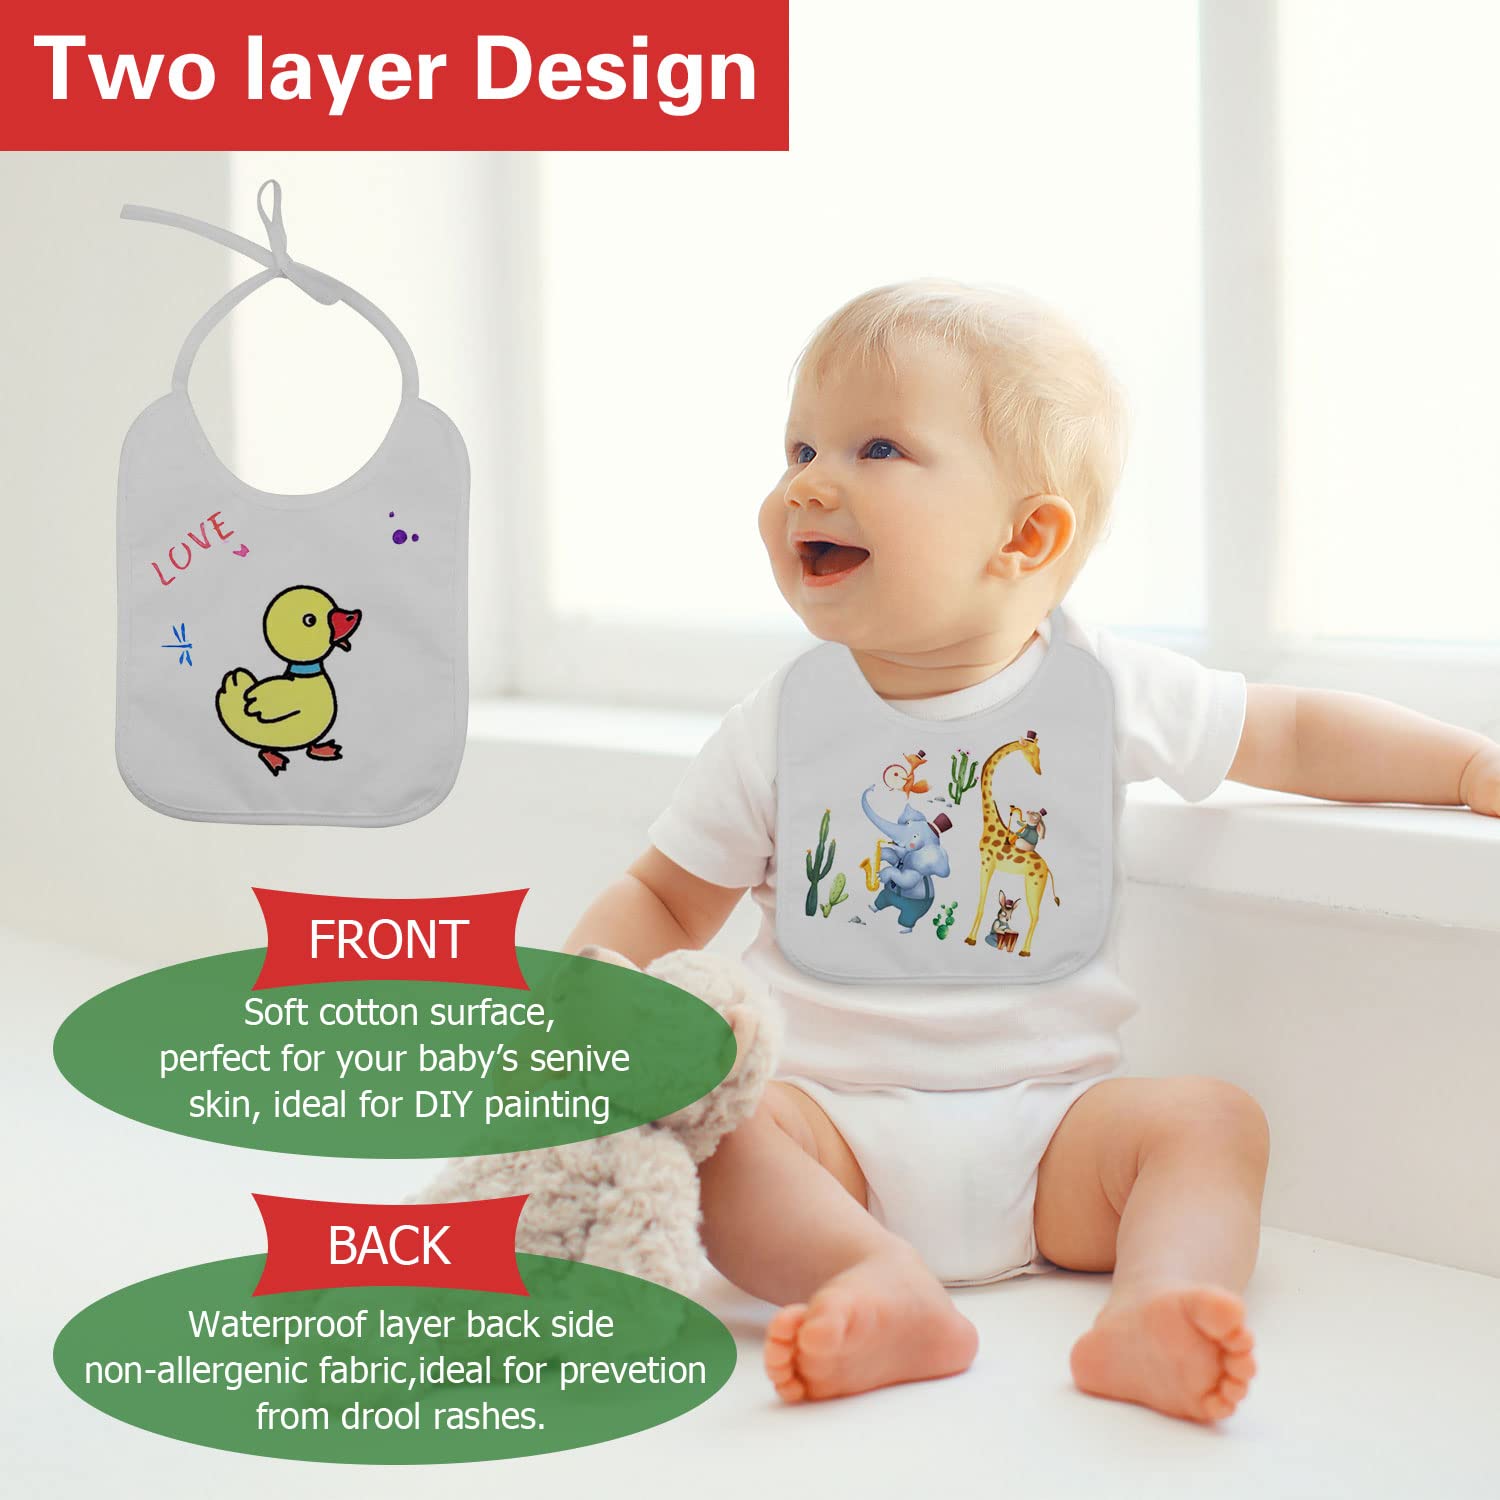 Two layer Design
LOVE
FRONT
Soft cotton surface,
perfect for your baby’s senive
skin, ideal for DIY painting
BACK
Waterproof layer back side
non-allergenic fabric,ideal for prevetion
from drool rashes.